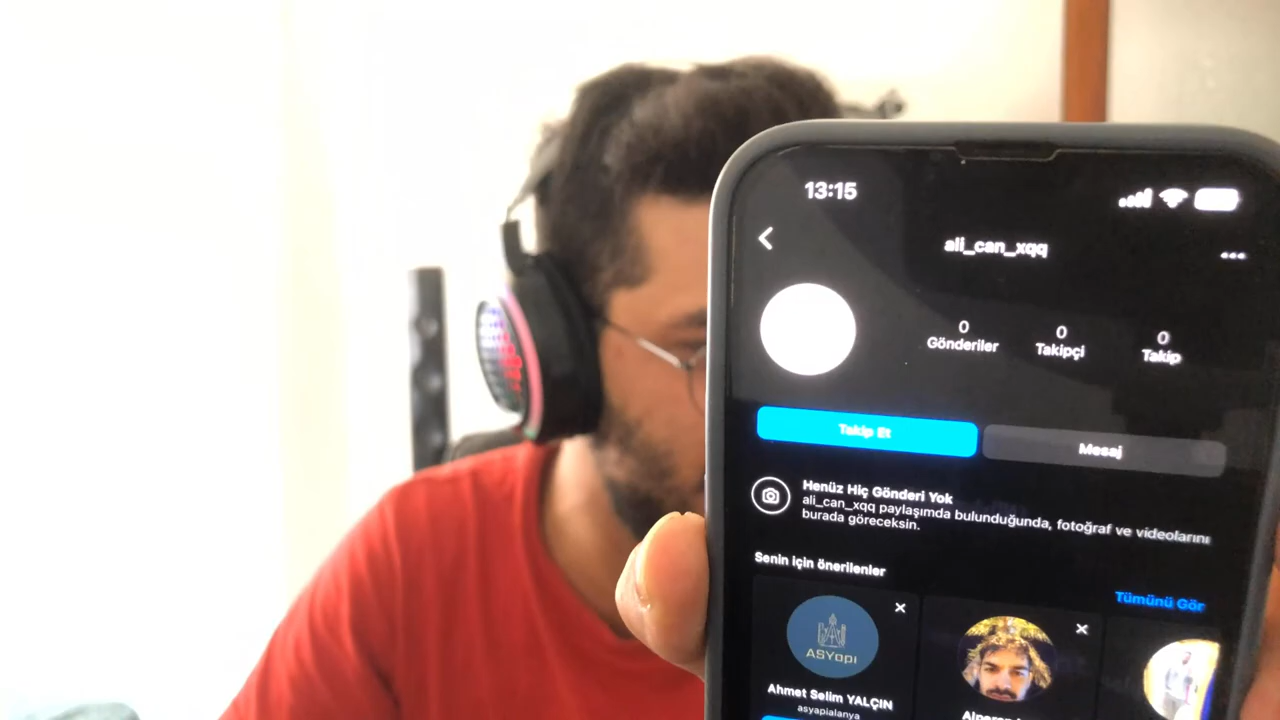 13:15
ali_can_xqq
0
Gönderiler
0
Takipçi
0
Takip
Takip Et
Mesaj
Henüz Hiç Gönderi Yok
ali_can_xqq paylaşımda bulunduğunda, fotoğraf ve videolarını
burada göreceksin.
Senin için önerilenler
Tümünü Gör
ASYapı
Ahmet Selim YALÇIN
asyapialanya